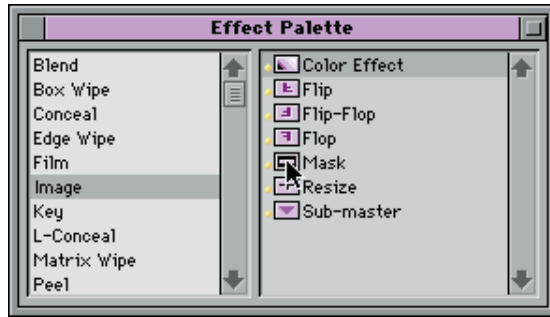 Effect Palette
Blend
Box Wipe
Conceal
Edge Wipe
Film
Image
Key
L-Conceal
Matrix Wipe
Peel
Color Effect
Flip
Flip-Flop
Flop
Mask
Resize
Sub-master